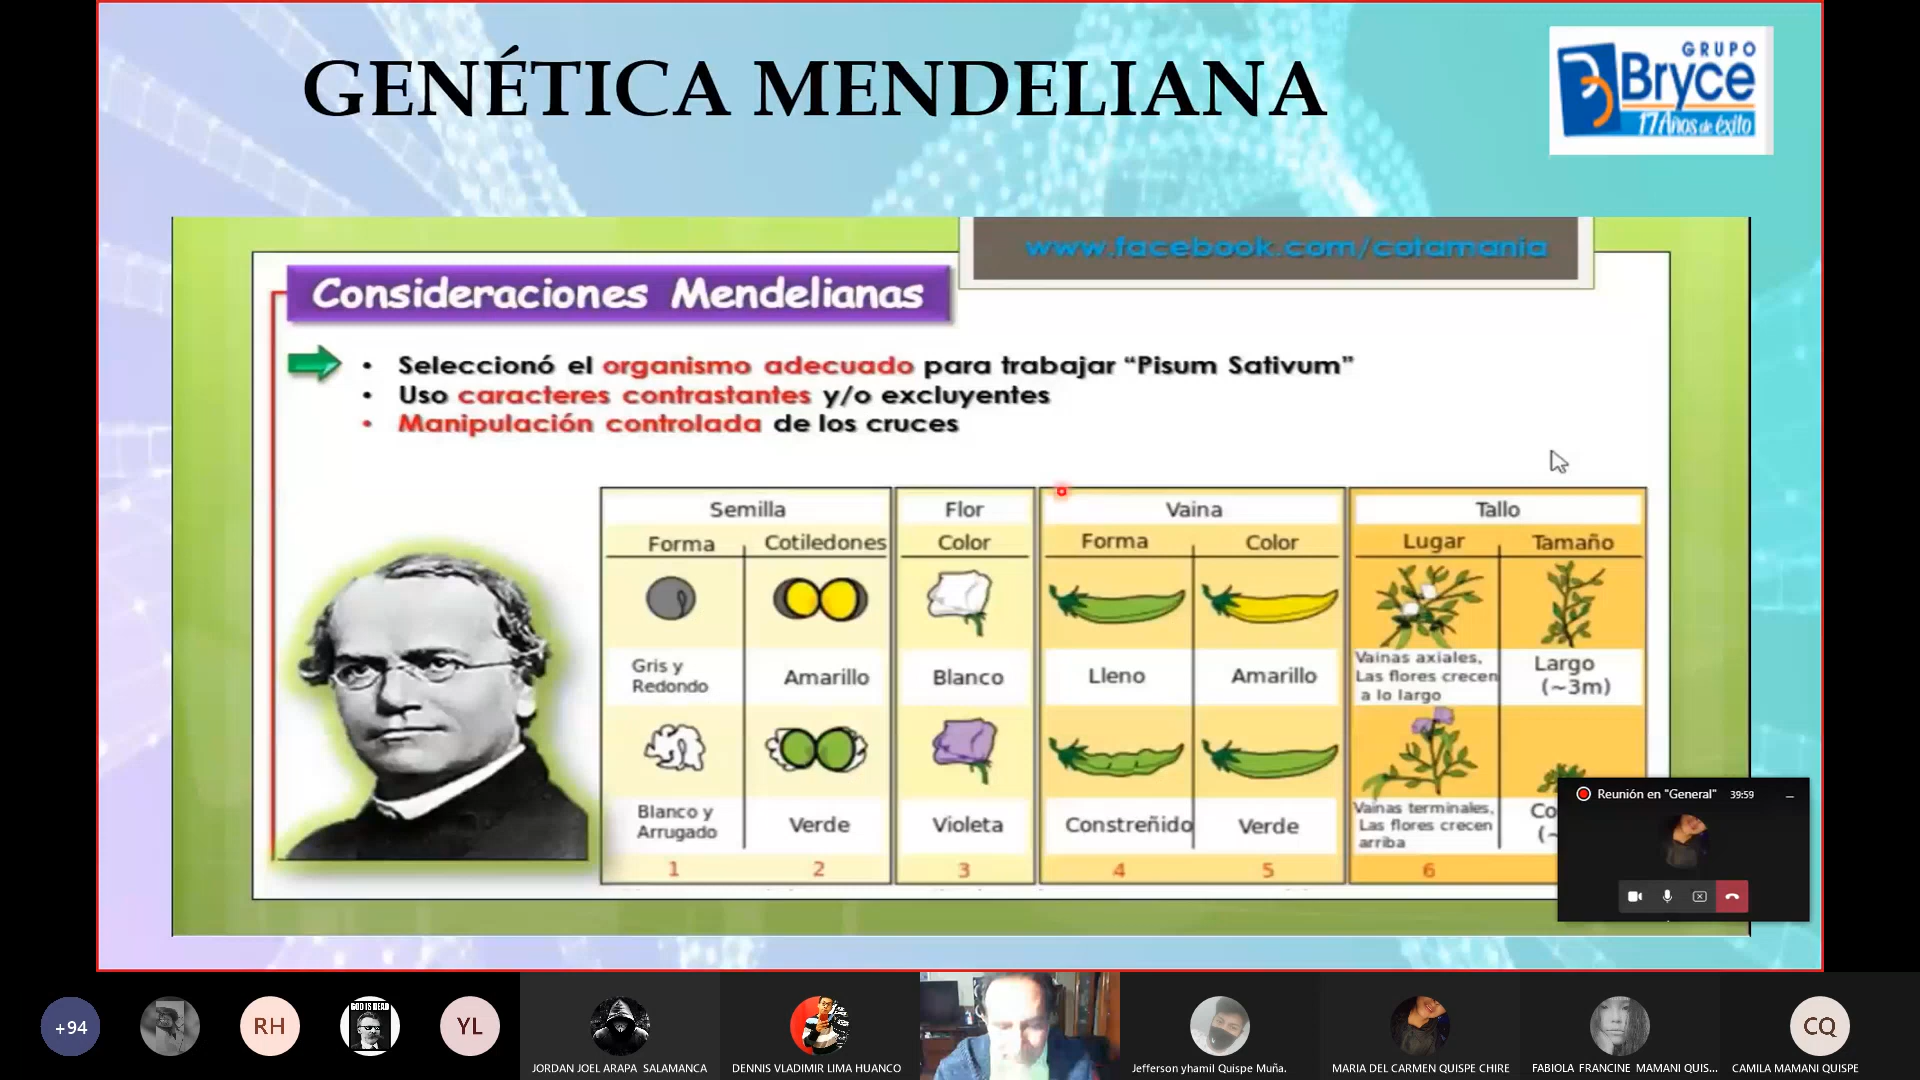 GENÉTICA MENDELIANA
GRUPO
Bryce
17 Años de éxito
www.facebook.com/cotamania
Consideraciones Mendelianas
• Seleccionó el organismo adecuado para trabajar “Pisum Sativum”
• Uso caracteres contrastantes y/o excluyentes
• Manipulación controlada de los cruces
Semilla Flor Vaina Tallo
Forma Cotiledones Color Forma Color Lugar Tamaño
Gris y Redondo Amarillo Blanco Lleno Amarillo Vainas axiales, Las flores crecen a lo largo Largo (~3m)
Blanco y Arrugado Verde Violeta Constreñido Verde Vainas terminales, Las flores crecen arriba Co (~
1 2 3 4 5 6
Reunión en "General" 39:59
+94
RH
GOD IS DEAD
YL
CQ
JORDAN JOEL ARAPA SALAMANCA
DENNIS VLADIMIR LIMA HUANCO
Jefferson yhamil Quispe Muña.
MARIA DEL CARMEN QUISPE CHIRE
FABIOLA FRANCINE MAMANI QUIS...
CAMILA MAMANI QUISPE